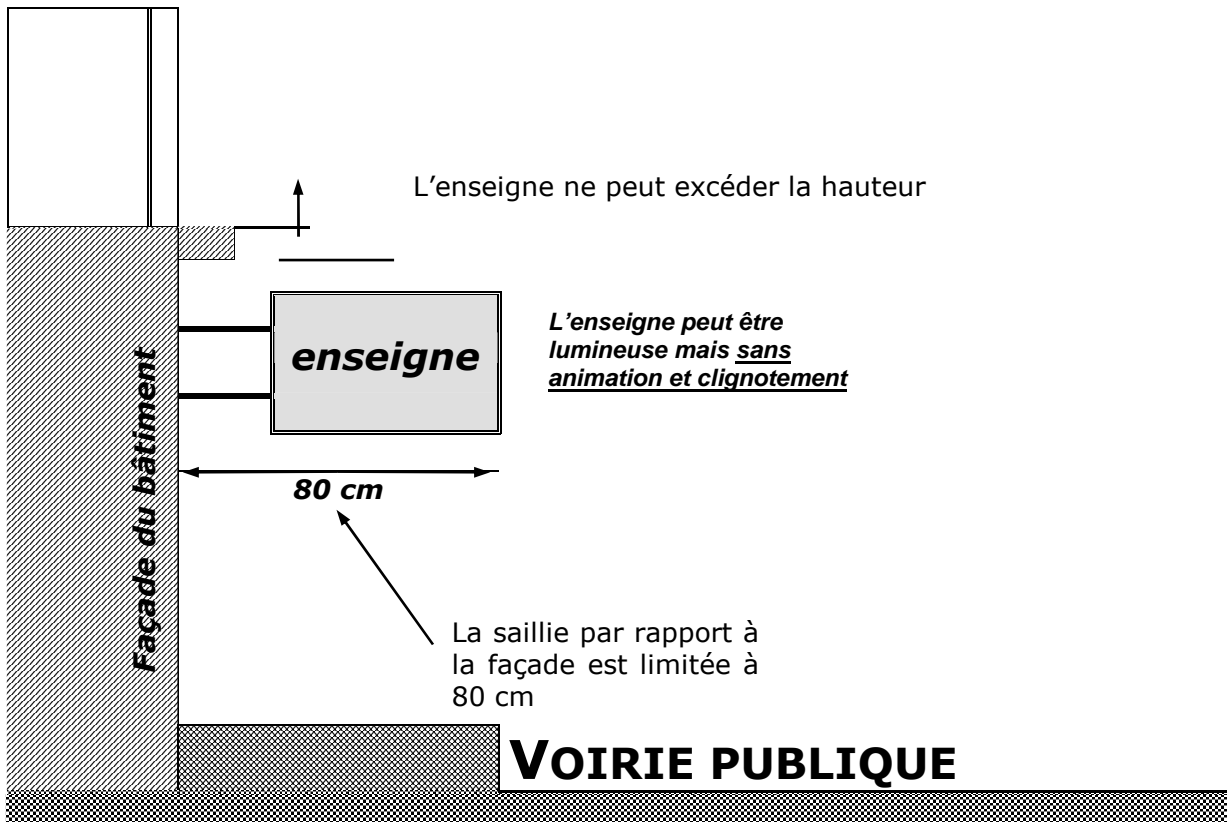 L’enseigne ne peut excéder la hauteur
enseigne
L’enseigne peut être
lumineuse mais sans
animation et clignotement
Façade du bâtiment
80 cm
La saillie par rapport à
la façade est limitée à
80 cm
VOIRIE PUBLIQUE